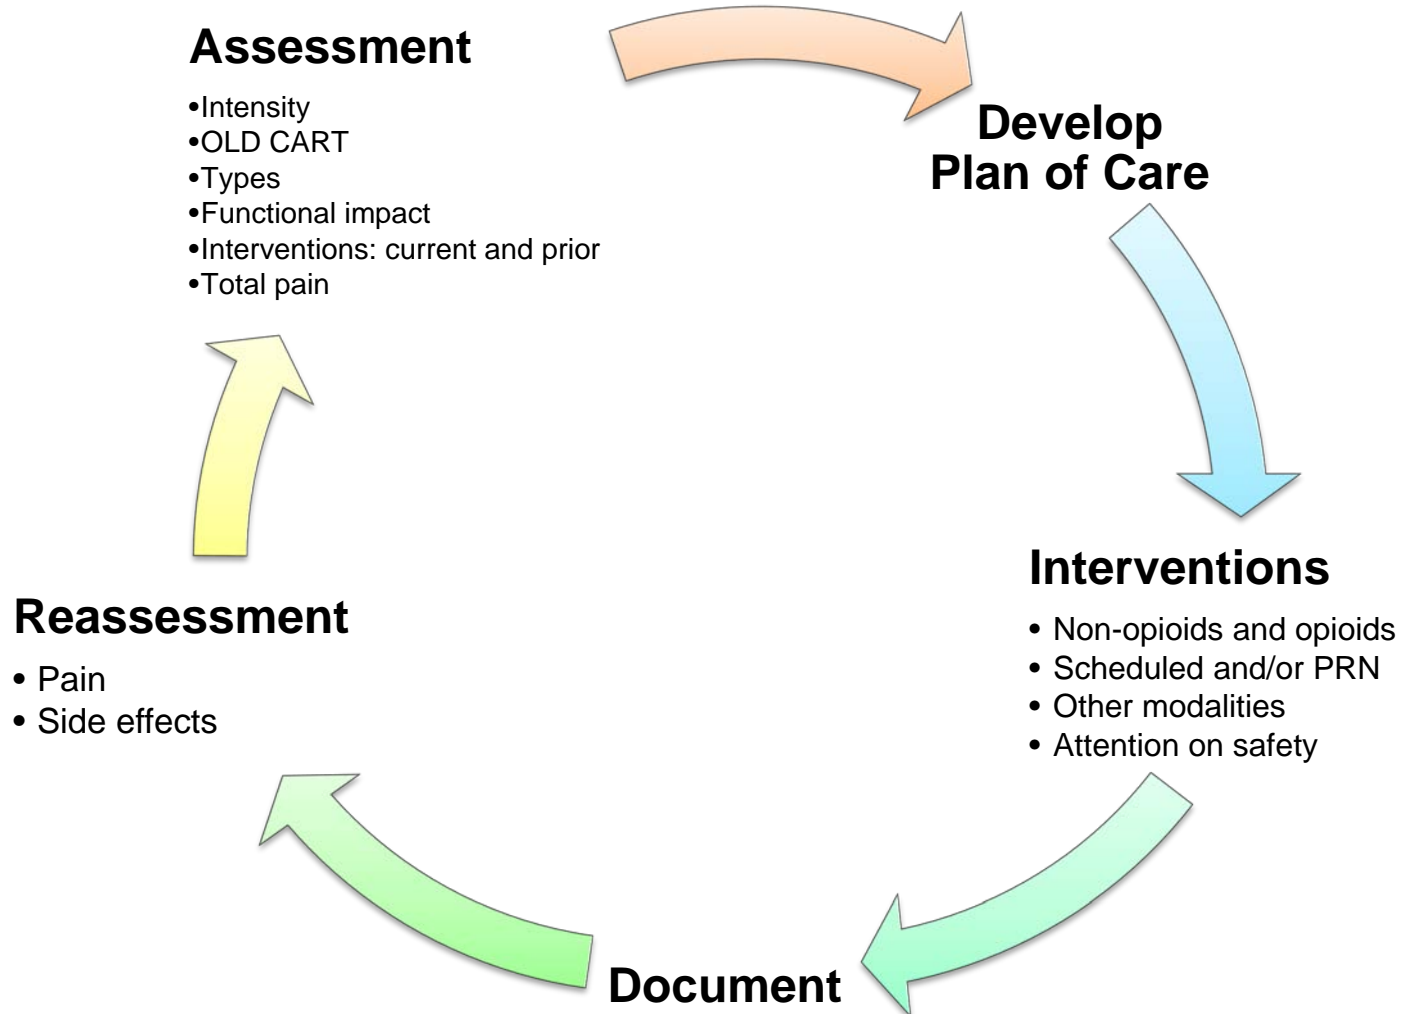 Assessment
•Intensity
•OLD CART
•Types
•Functional impact
•Interventions: current and prior
•Total pain
Develop
Plan of Care
Interventions
• Non-opioids and opioids
• Scheduled and/or PRN
• Other modalities
• Attention on safety
Document
Reassessment
• Pain
• Side effects